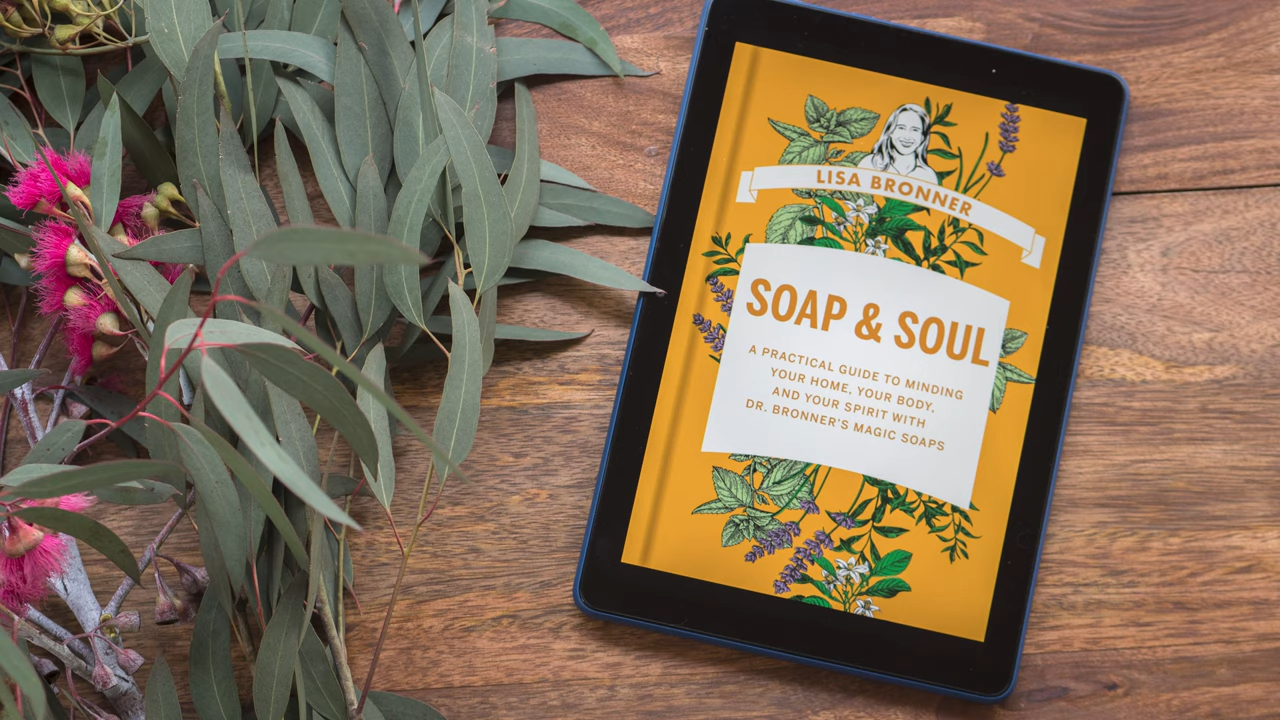 LISA BRONNER
SOAP & SOUL
A PRACTICAL GUIDE TO MINDING
YOUR HOME, YOUR BODY,
AND YOUR SPIRIT WITH
DR. BRONNER'S MAGIC SOAPS